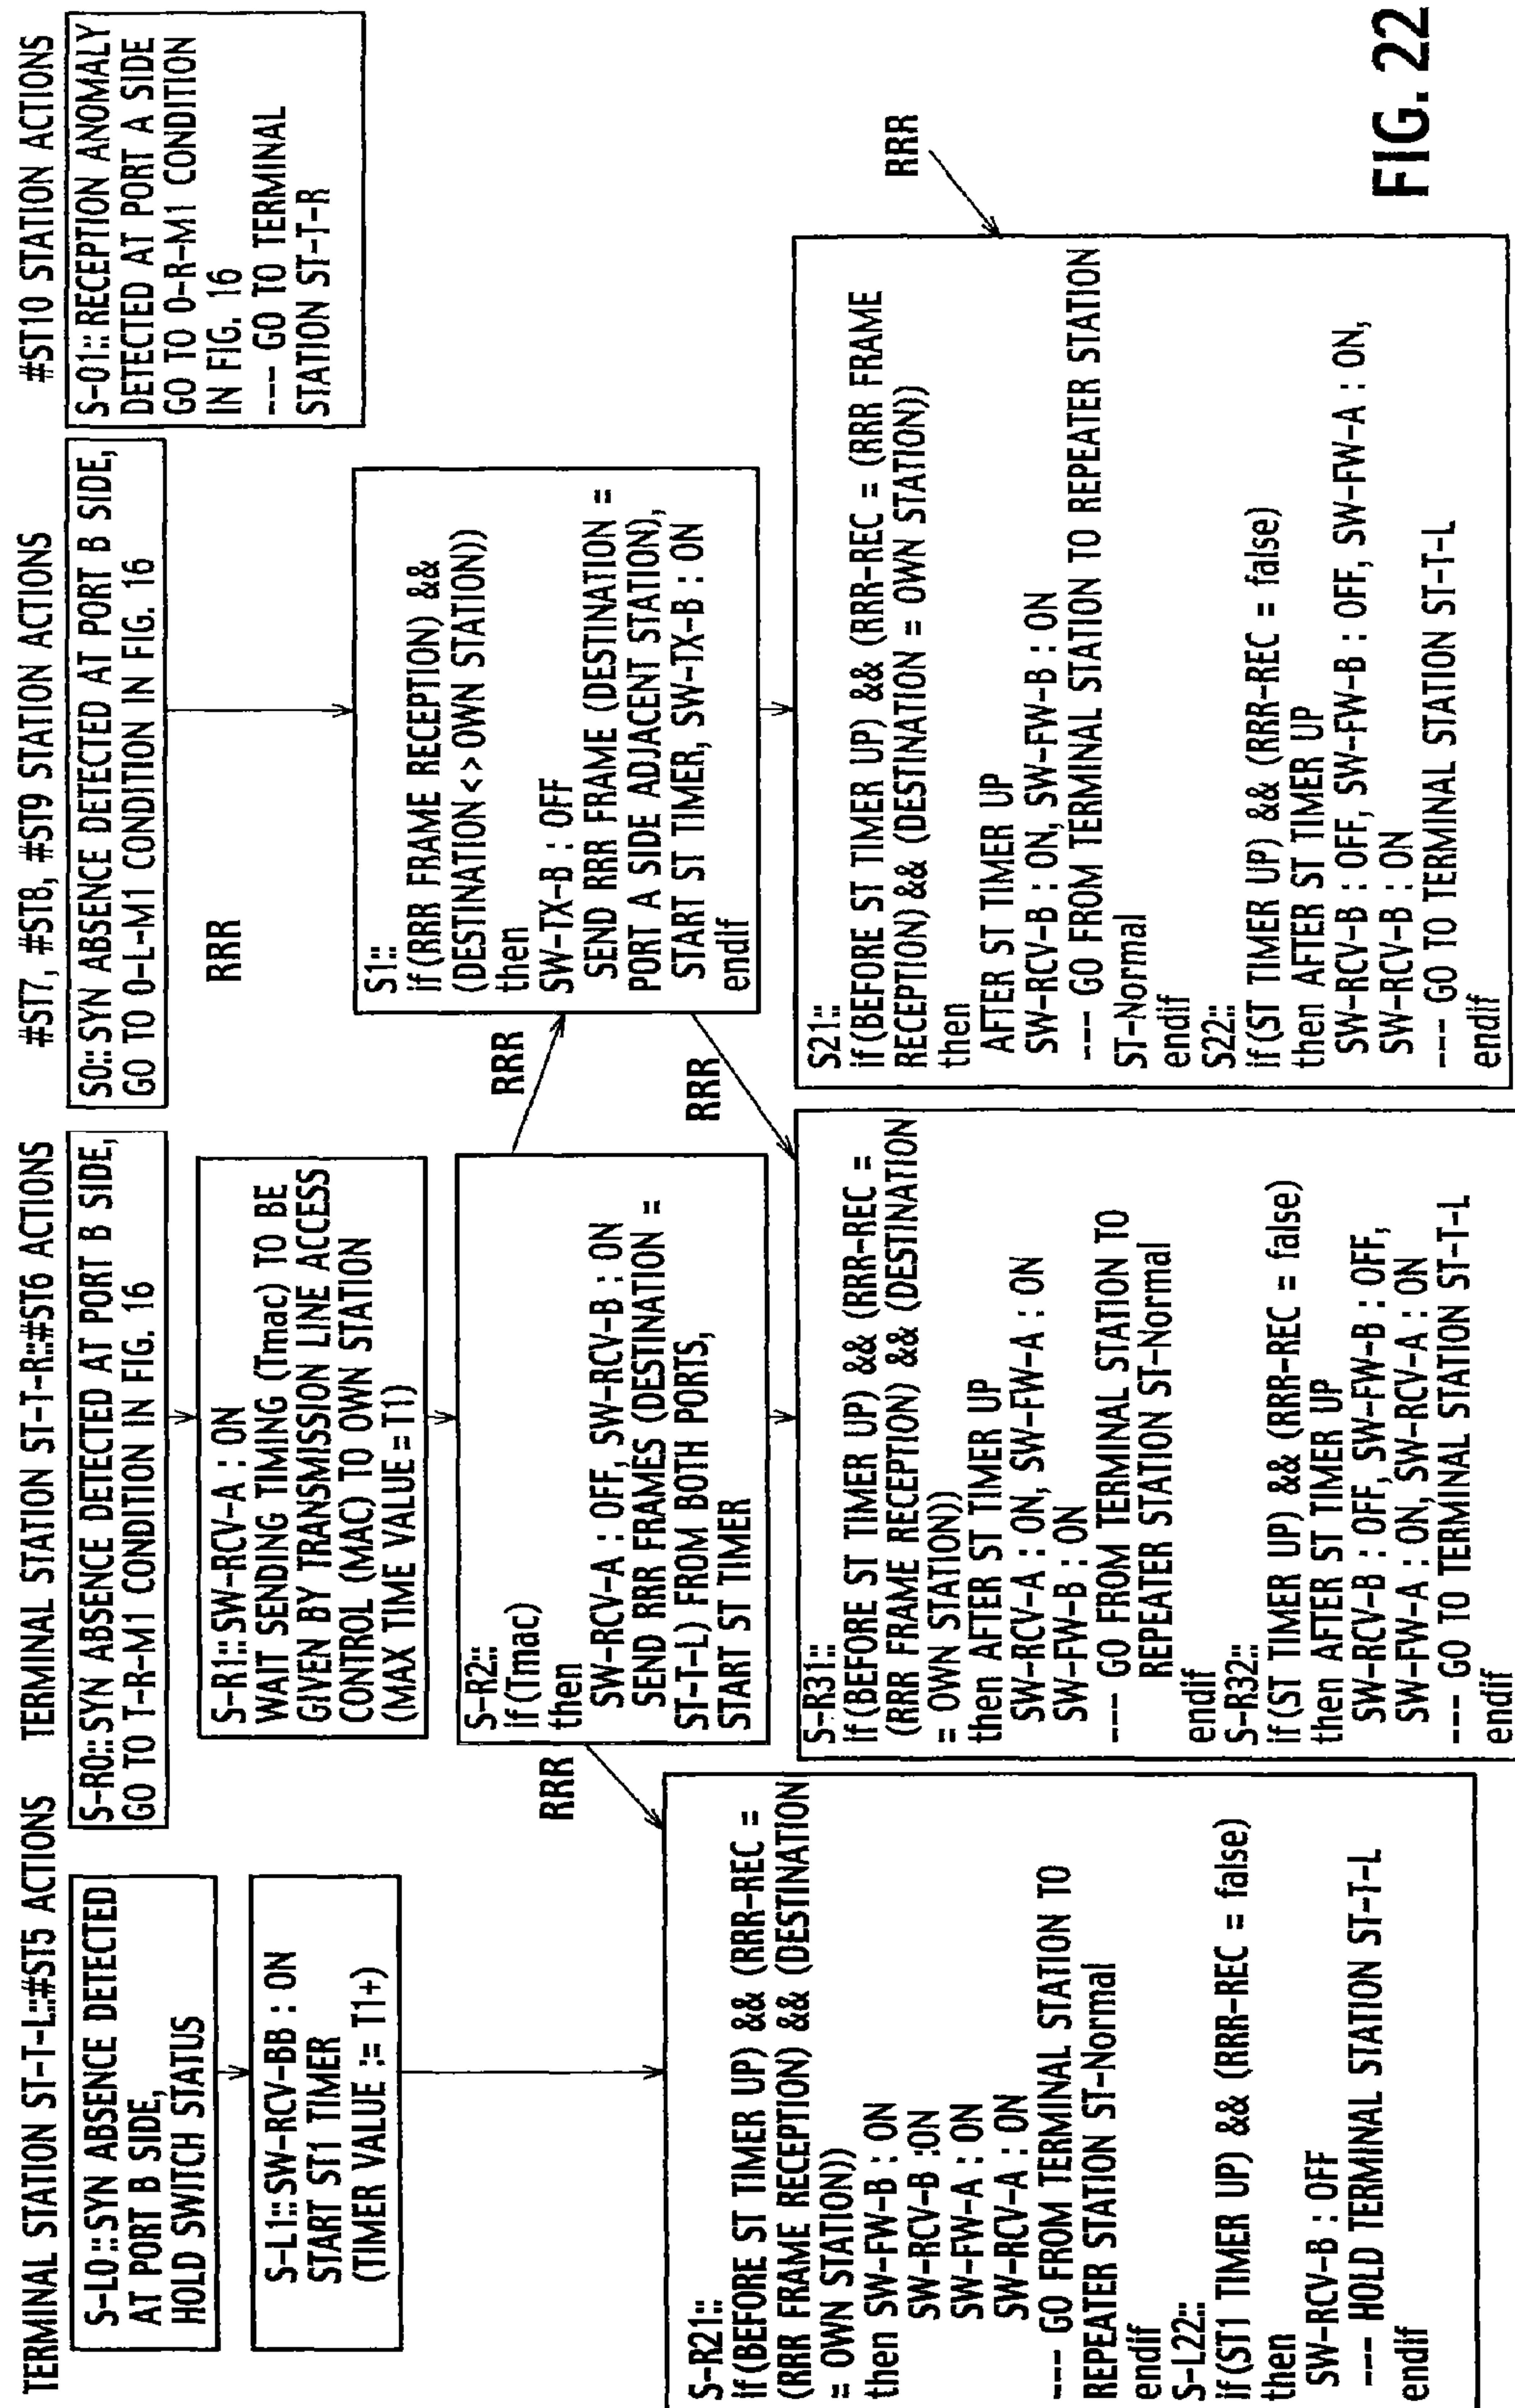 TERMINAL STATION ST-T-L::#ST5 ACTIONS
S-L0::SYN ABSENCE DETECTED
AT PORT B SIDE,
HOLD SWITCH STATUS
S-L1::SW-RCV-BB : ON
START ST1 TIMER
(TIMER VALUE := T1+)
RRR
S-R21::
if(BEFORE ST TIMER UP) && (RRR-REC =
(RRR FRAME RECEPTION) && (DESTINATION
= OWN STATION))
then SW-FW-B : ON
SW-RCV-B :ON
SW-FW-A : ON
SW-RCV-A : ON
--- GO FROM TERMINAL STATION TO
REPEATER STATION ST-Normal
endif
S-L22::
if(ST1 TIMER UP) && (RRR-REC = false)
then
SW-RCV-B : OFF
--- HOLD TERMINAL STATION ST-T-L
endif
TERMINAL STATION ST-T-R::#ST6 ACTIONS
S-R0::SYN ABSENCE DETECTED AT PORT B SIDE,
GO TO T-R-M1 CONDITION IN FIG. 16
S-R1::SW-RCV-A : ON
WAIT SENDING TIMING (Tmac) TO BE
GIVEN BY TRANSMISSION LINE ACCESS
CONTROL (MAC) TO OWN STATION
(MAX TIME VALUE = T1)
S-R2::
if(Tmac)
then
SW-RCV-A : OFF, SW-RCV-B : ON
SEND RRR FRAMES (DESTINATION =
ST-T-L) FROM BOTH PORTS,
START ST TIMER
RRR
RRR
S-R31::
if(BEFORE ST TIMER UP) && (RRR-REC =
(RRR FRAME RECEPTION) && (DESTINATION
= OWN STATION))
then AFTER ST TIMER UP
SW-RCV-A : ON, SW-FW-A : ON
SW-FW-B : ON
--- GO FROM TERMINAL STATION TO
REPEATER STATION ST-Normal
endif
S-R32::
if(ST TIMER UP) && (RRR-REC = false)
then AFTER ST TIMER UP
SW-RCV-B : OFF, SW-FW-B : OFF,
SW-FW-A : ON, SW-RCV-A : ON
--- GO TO TERMINAL STATION ST-T-L
endif
#ST7, #ST8, #ST9 STATION ACTIONS
S0::SYN ABSENCE DETECTED AT PORT B SIDE,
GO TO 0-L-M1 CONDITION IN FIG. 16
RRR
S1::
if(RRR FRAME RECEPTION) &&
(DESTINATION<>OWN STATION))
then
SW-TX-B : OFF
SEND RRR FRAME (DESTINATION =
PORT A SIDE ADJACENT STATION),
START ST TIMER, SW-TX-B : ON
endif
S21::
if(BEFORE ST TIMER UP) && (RRR-REC = (RRR FRAME
RECEPTION) && (DESTINATION = OWN STATION))
then
AFTER ST TIMER UP
SW-RCV-B : ON, SW-FW-B : ON
--- GO FROM TERMINAL STATION TO REPEATER STATION
ST-Normal
endif
S22::
if(ST TIMER UP) && (RRR-REC = false)
then AFTER ST TIMER UP
SW-RCV-B : OFF, SW-FW-B : OFF, SW-FW-A : ON,
SW-RCV-B : ON
--- GO TO TERMINAL STATION ST-T-L
endif
#ST10 STATION ACTIONS
S-01::RECEPTION ANOMALY
DETECTED AT PORT A SIDE
GO TO 0-R-M1 CONDITION
IN FIG. 16
--- GO TO TERMINAL
STATION ST-T-R
RRR
FIG. 22